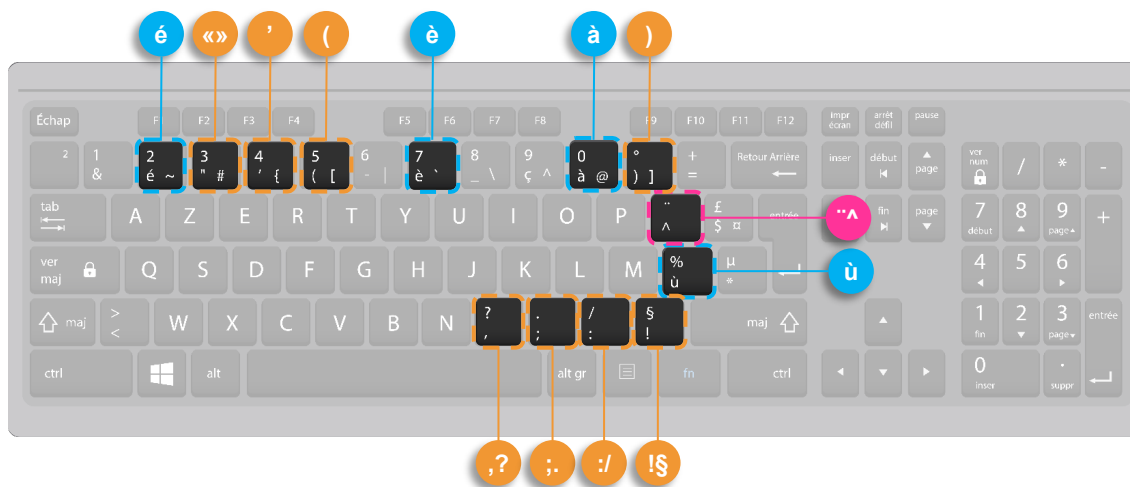 é «» ’ ( è à )
Échap F1 F2 F3 F4 F5 F6 F7 F8 F9 F10 F11 F12 impr écran arrêt défil pause
2 1 & 2 é ~ 3 " # 4 ' { 5 ( [ 6 - | 7 è ` 8 _ \ 9 ç ^ 0 à @ ° ) ] + = Retour Arrière inser début page ver num / * -
tab A Z E R T Y U I O P ¨ ^ £ $ ¤ entrée fin page 7 début 8 9 page +
¨^
ver maj Q S D F G H J K L M % ù µ * 4 5 6
ù
maj > < W X C V B N ? , . ; / : § ! maj 1 fin 2 3 page entrée
ctrl alt alt gr fn ctrl 0 inser . suppr
,? ;. :/ !§